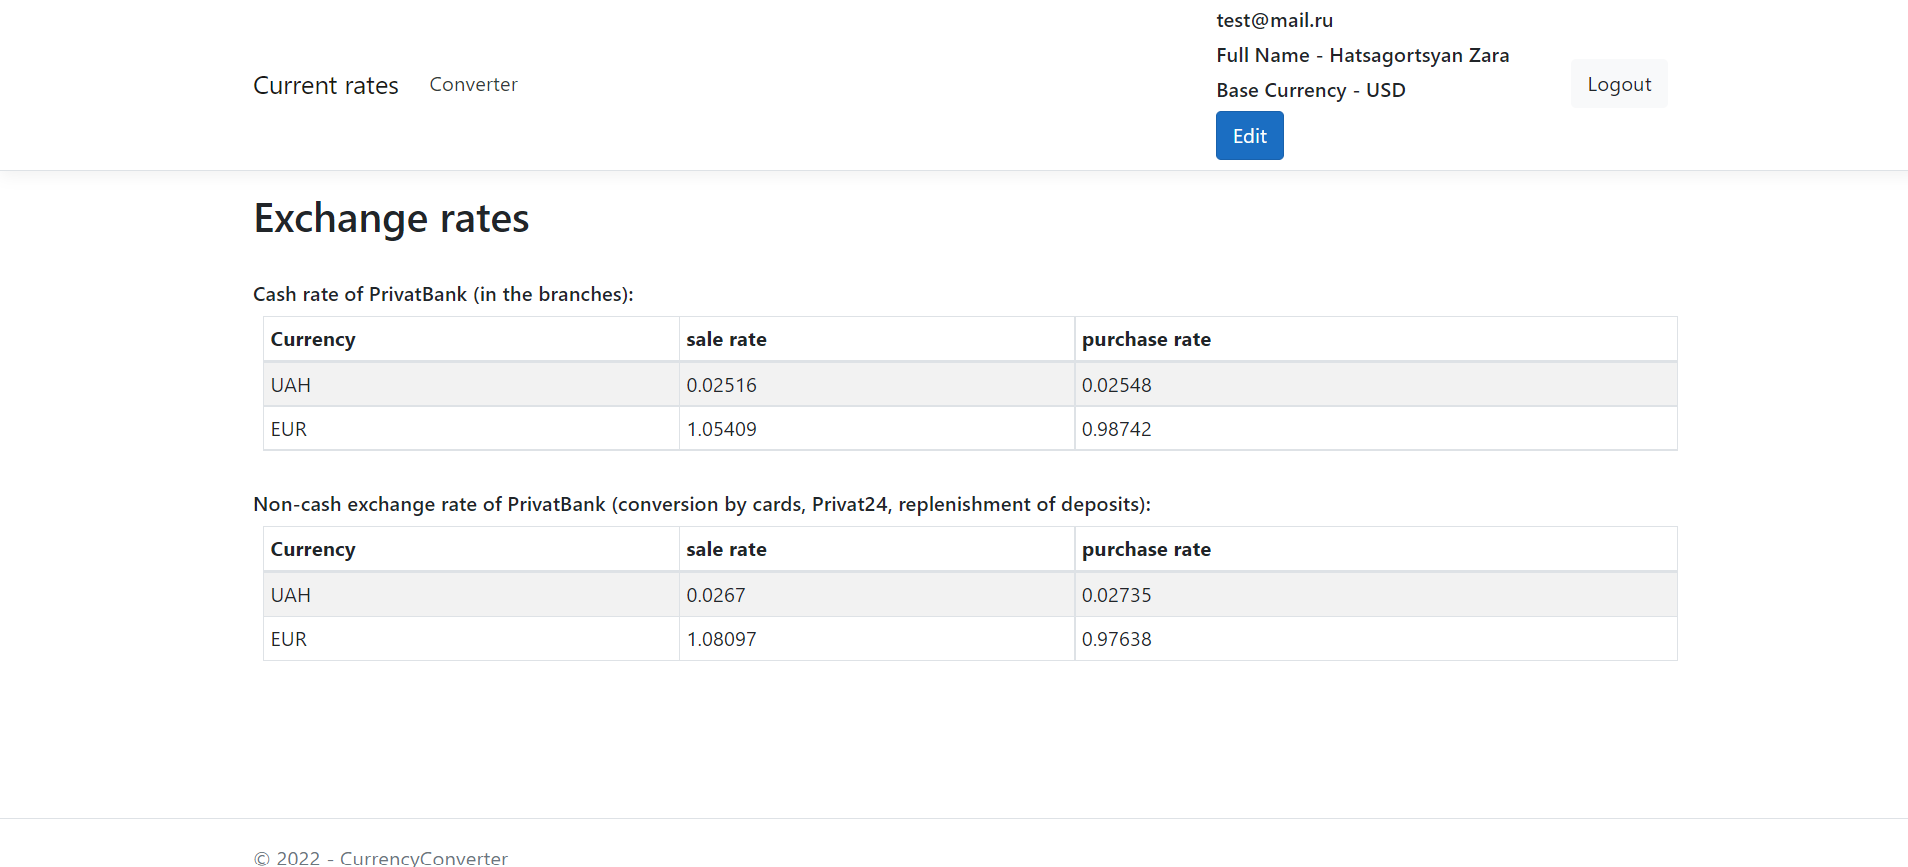 test@mail.ru
Full Name - Hatsagortsyan Zara
Current rates Converter Logout
Base Currency - USD
Edit
Exchange rates
Cash rate of PrivatBank (in the branches):
Currency sale rate purchase rate
UAH 0.02516 0.02548
EUR 1.05409 0.98742
Non-cash exchange rate of PrivatBank (conversion by cards, Privat24, replenishment of deposits):
Currency sale rate purchase rate
UAH 0.0267 0.02735
EUR 1.08097 0.97638
© 2022 - CurrencyConverter